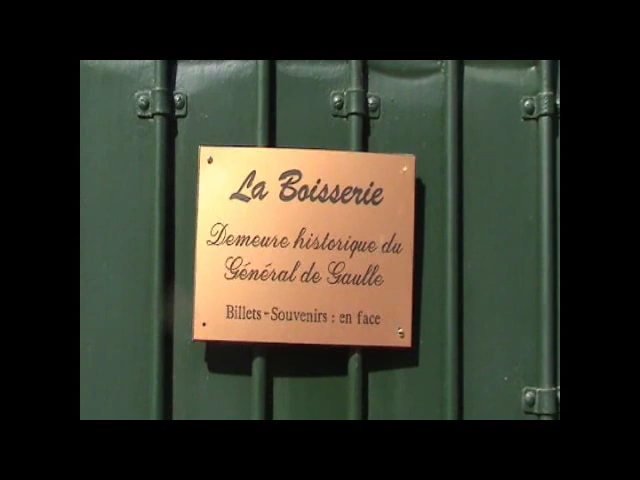 La Boisserie
Demeure historique du
Général de Gaulle
Billets - Souvenirs : en face